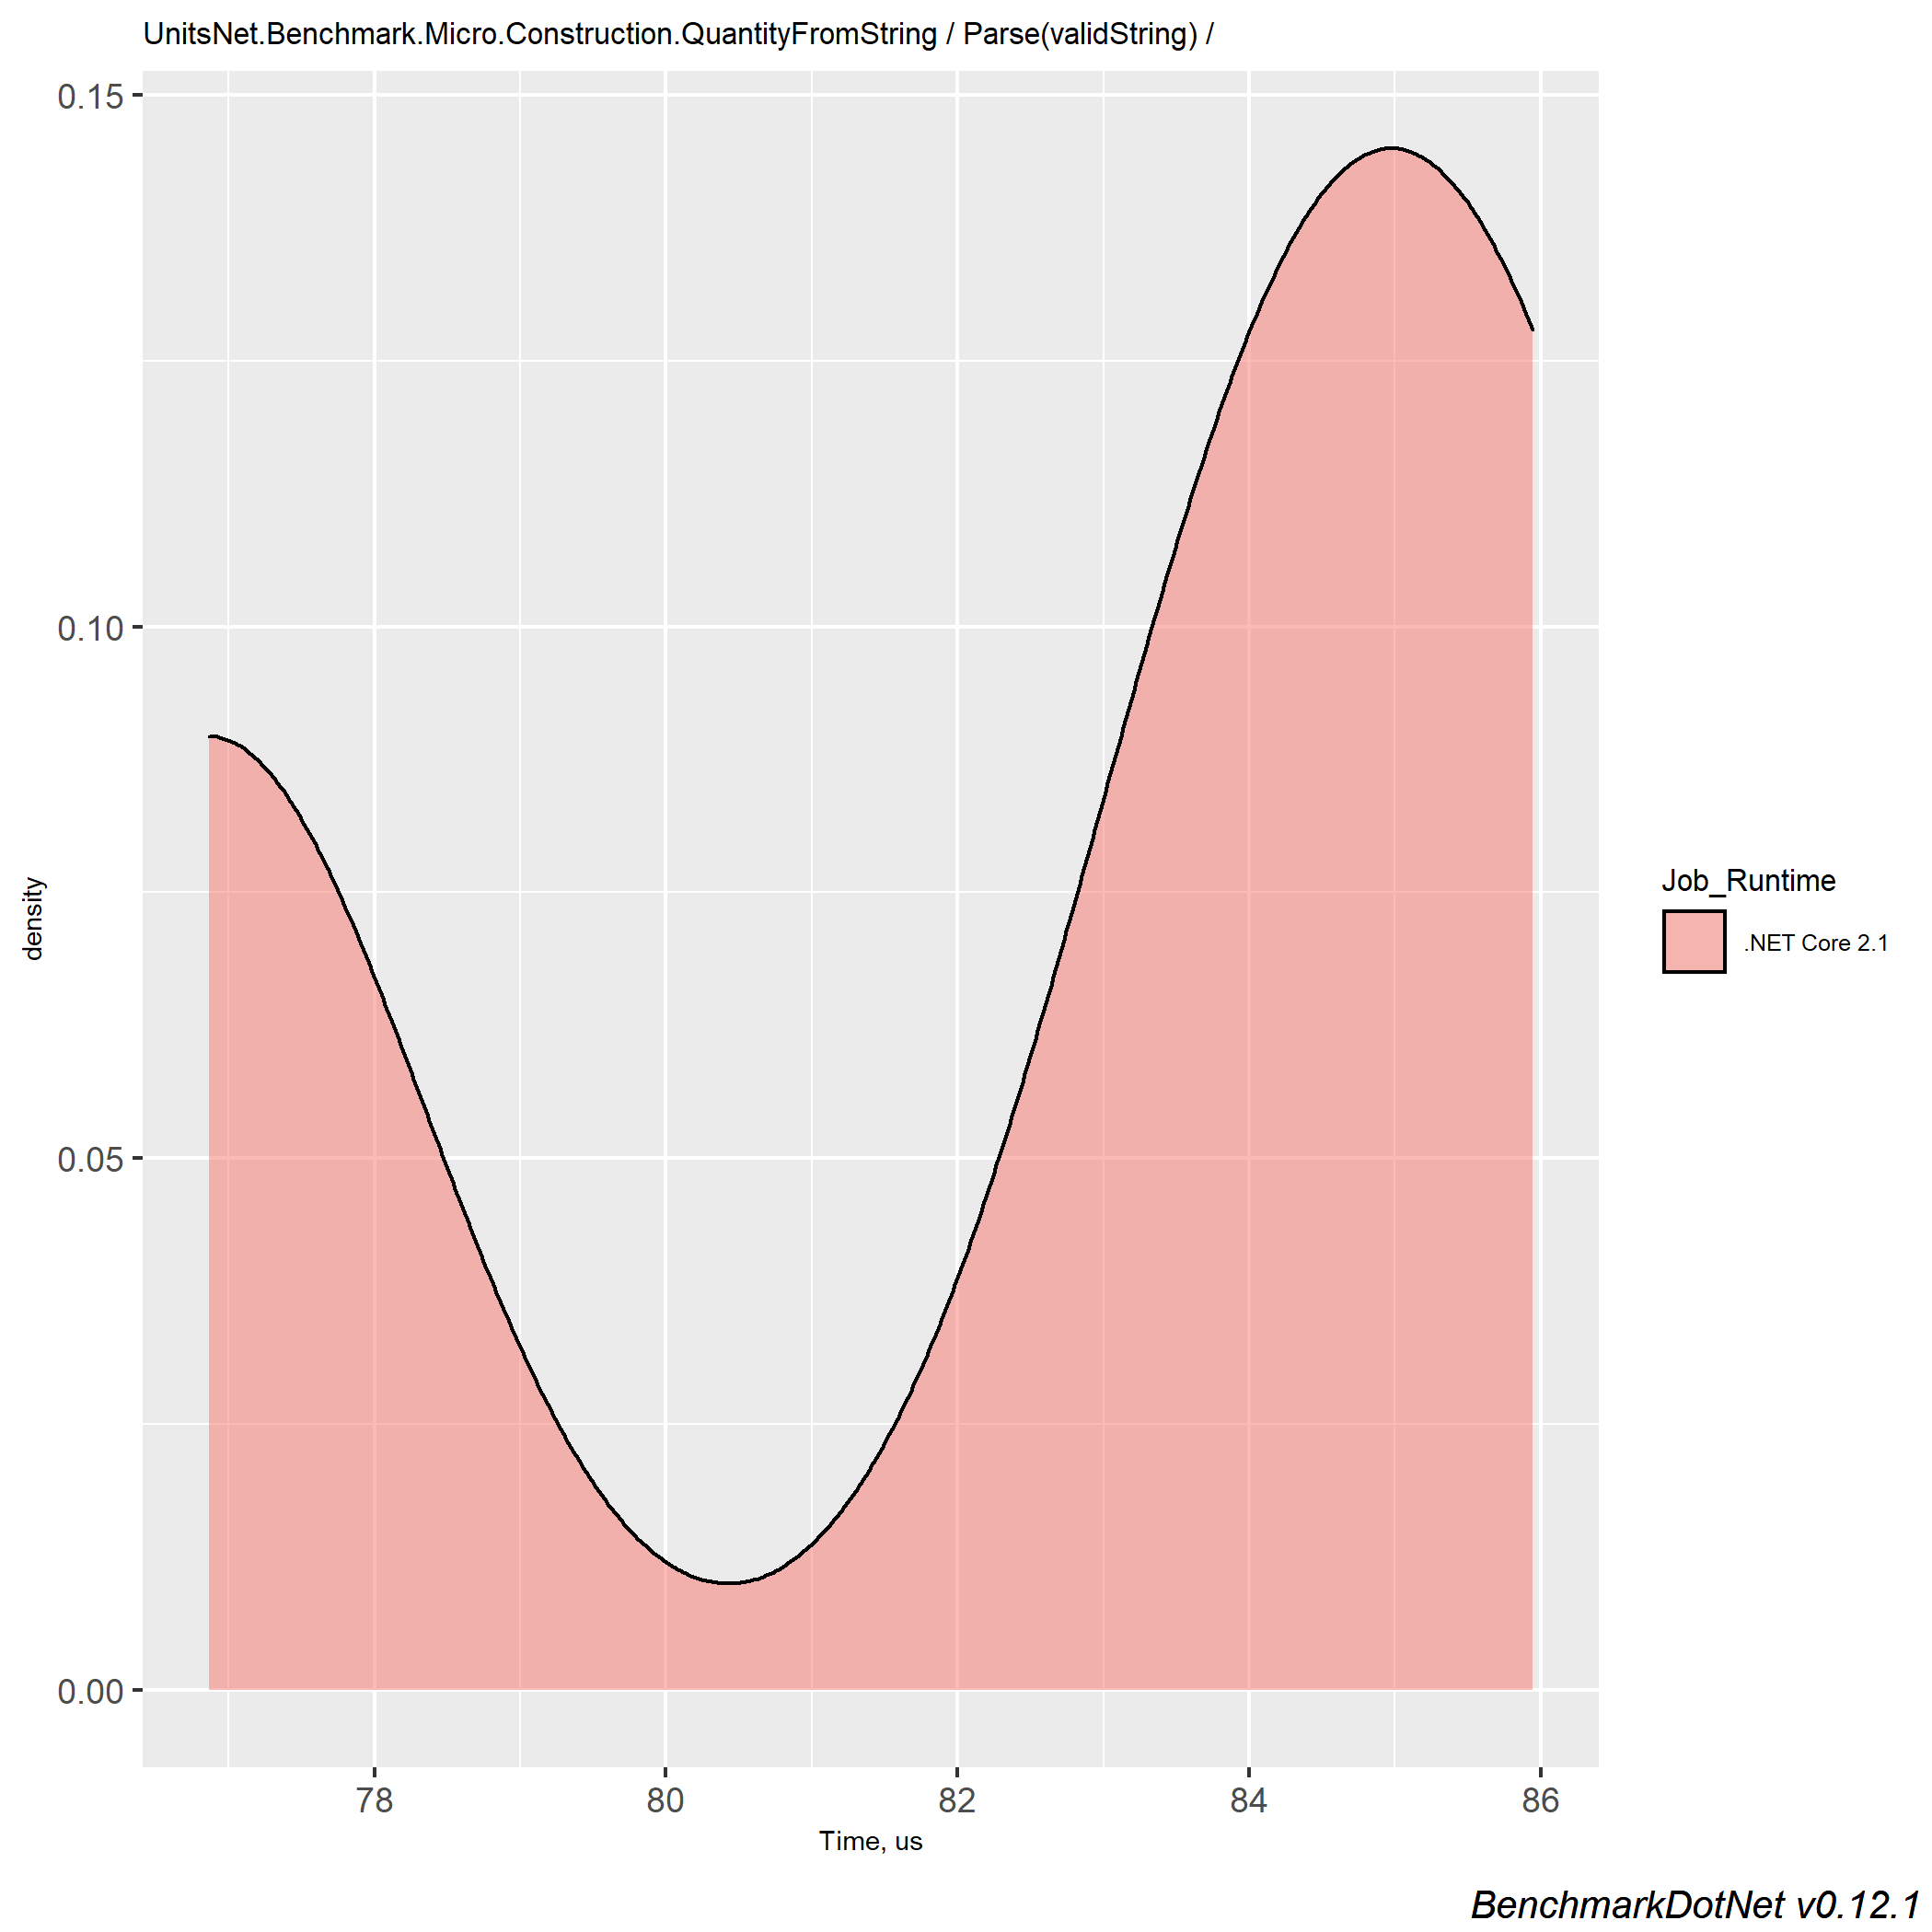 UnitsNet.Benchmark.Micro.Construction.QuantityFromString / Parse(validString) /
0.15
0.10
0.05
0.00
density
78 80 82 84 86
Time, us
Job_Runtime
.NET Core 2.1
BenchmarkDotNet v0.12.1